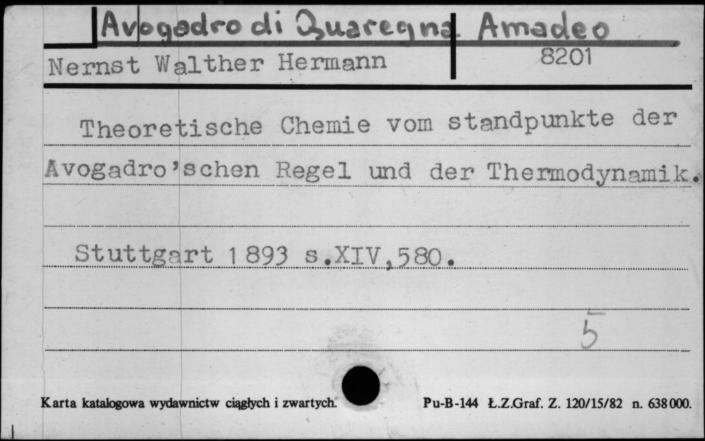 Avogadro di Quaregna Amadeo
Nernst Walther Hermann 8201
Theoretische Chemie vom standpunkte der
Avogadro'schen Regel und der Thermodynamik.
Stuttgart 1893 s.XIV,580.
5
Karta katalogowa wydawnictw ciągłych i zwartych. Pu-B-144 Ł.Z.Graf. Z. 120/15/82 n. 638000.